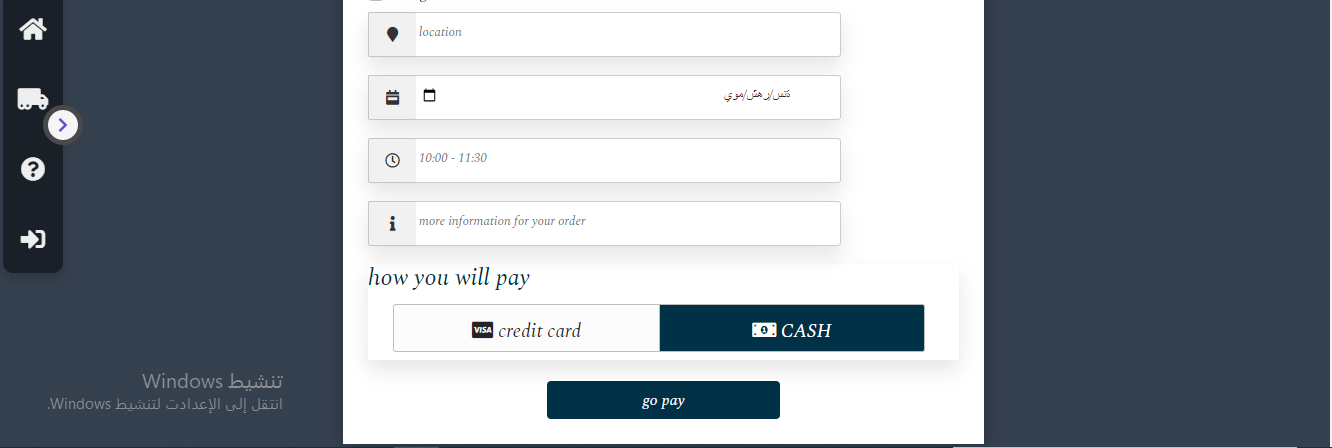 location
يوم/شهر/سنة
10:00 - 11:30
more information for your order
how you will pay
VISA credit card
CASH
go pay
تنشيط Windows
انتقل إلى الإعدادت لتنشيط Windows.